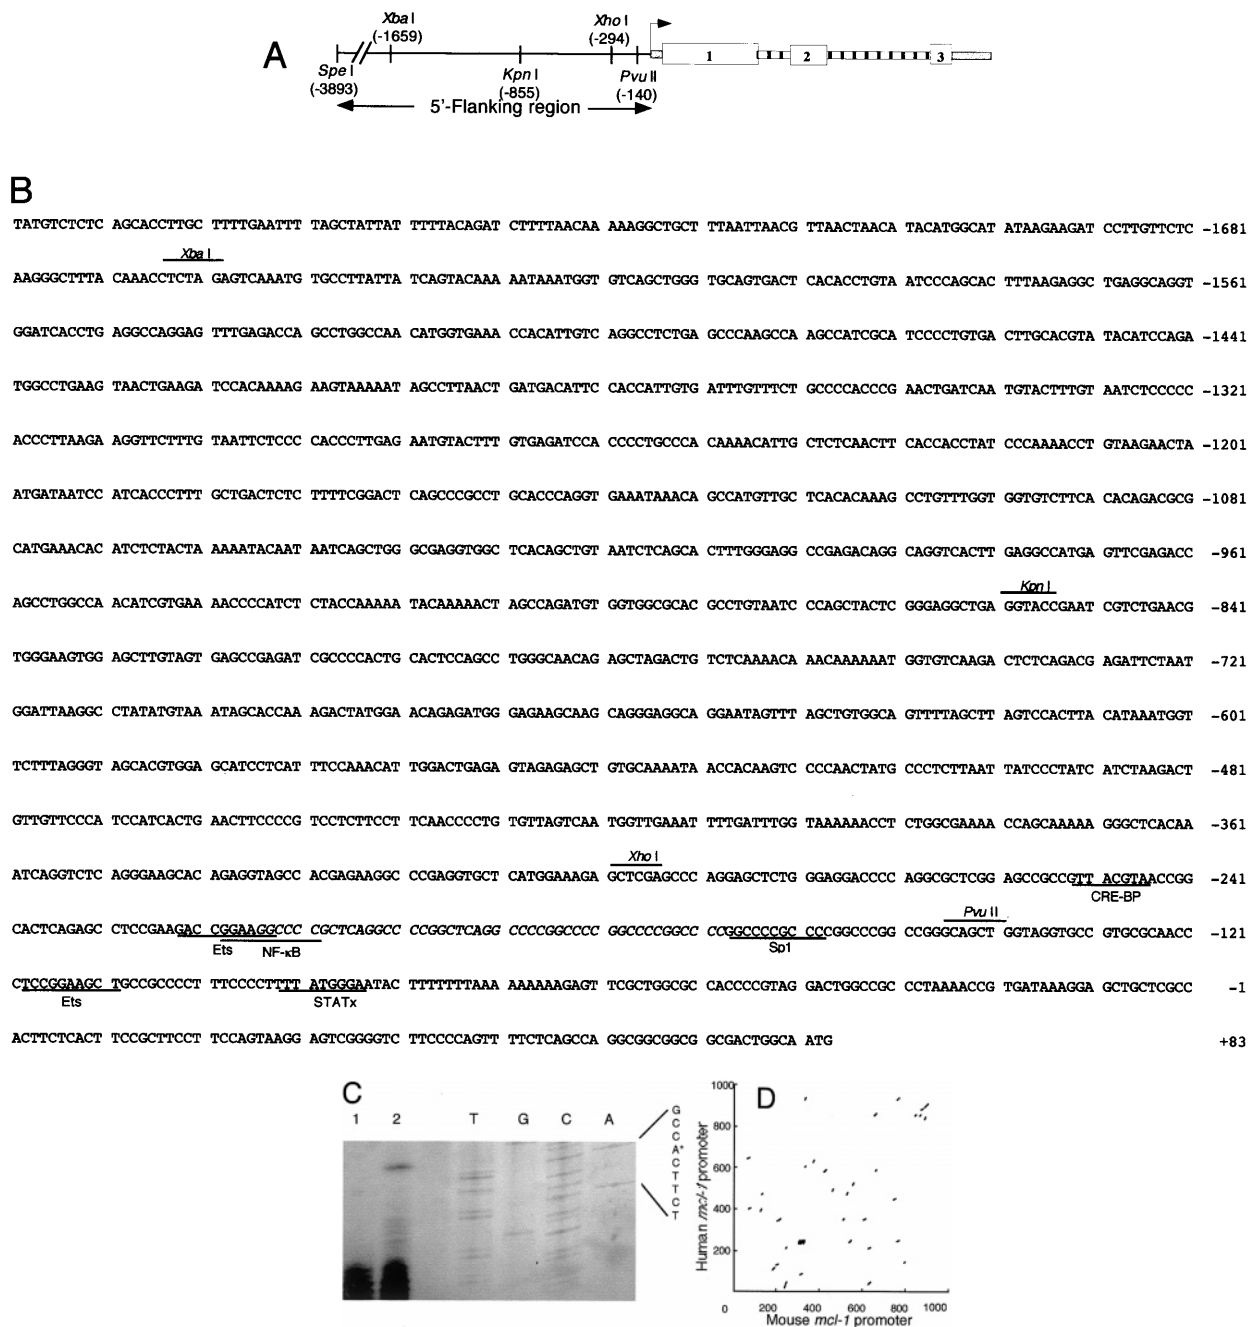 A
Xba I
(-1659)
Xho I
(-294)
1
2
3
Spe I
(-3893)
Kpn I
(-855)
Pvu II
(-140)
5'-Flanking region
B
TATGTCTCTC AGCACCTTGC TTTTGAATTT TAGCTATTAT TTTTACAGAT CTTTTAACAA AAAGGCTGCT TTAATTAACG TTAACTAACA TACATGGCAT ATAAGAAGAT CCTTGTTCTC -1681
Xba I
AAGGGCTTTA CAAACCTCTA GAGTCAAATG TGCCTTATTA TCAGTACAAA AATAAATGGT GTCAGCTGGG TGCAGTGACT CACACCTGTA ATCCCAGCAC TTTAAGAGGC TGAGGCAGGT -1561
GGATCACCTG AGGCCAGGAG TTTGAGACCA GCCTGGCCAA CATGGTGAAA CCACATTGTC AGGCCTCTGA GCCCAAGCCA AGCCATCGCA TCCCCTGTGA CTTGCACGTA TACATCCAGA -1441
TGGCCTGAAG TAACTGAAGA TCCACAAAAG AAGTAAAAAT AGCCTTAACT GATGACATTC CACCATTGTG ATTTGTTTCT GCCCCACCCG AACTGATCAA TGTACTTTGT AATCTCCCCC -1321
ACCCTTAAGA AGGTTCTTTG TAATTCTCCC CACCCTTGAG AATGTACTTT GTGAGATCCA CCCCTGCCCA CAAAACATTG CTCTCAACTT CACCACCTAT CCCAAAACCT GTAAGAACTA -1201
ATGATAATCC ATCACCCTTT GCTGACTCTC TTTTCGGACT CAGCCCGCCT GCACCCAGGT GAAATAAACA GCCATGTTGC TCACACAAAG CCTGTTTGGT GGTGTCTTCA CACAGACGCG -1081
CATGAAACAC ATCTCTACTA AAAATACAAT AATCAGCTGG GCGAGGTGGC TCACAGCTGT AATCTCAGCA CTTTGGGAGG CCGAGACAGG CAGGTCACTT GAGGCCATGA GTTCGAGACC -961
Kpn I
AGCCTGGCCA ACATCGTGAA AACCCCATCT CTACCAAAAA TACAAAAACT AGCCAGATGT GGTGGCGCAC GCCTGTAATC CCAGCTACTC GGGAGGCTGA GGTACCGAAT CGTCTGAACG -841
TGGGAAGTGG AGCTTGTAGT GAGCCGAGAT CGCCCCACTG CACTCCAGCC TGGGCAACAG AGCTAGACTG TCTCAAAACA AACAAAAAAT GGTGTCAAGA CTCTCAGACG AGATTCTAAT -721
GGATTAAGGC CTATATGTAA ATAGCACCAA AGACTATGGA ACAGAGATGG GAGAAGCAAG CAGGGAGGCA GGAATAGTTT AGCTGTGGCA GTTTTAGCTT AGTCCACTTA CATAAATGGT -601
TCTTTAGGGT AGCACGTGGA GCATCCTCAT TTCCAAACAT TGGACTGAGA GTAGAGAGCT GTGCAAAATA ACCACAAGTC CCCAACTATG CCCTCTTAAT TATCCCTATC ATCTAAGACT -481
GTTGTTCCCA TCCATCACTG AACTTCCCCG TCCTCTTCCT TCAACCCCTG TGTTAGTCAA TGGTTGAAAT TTTGATTTGG TAAAAAACCT CTGGCGAAAA CCAGCAAAAA GGGCTCACAA -361
Xho I
ATCAGGTCTC AGGGAAGCAC AGAGGTAGCC ACGAGAAGGC CCGAGGTGCT CATGGAAAGA GCTCGAGCCC AGGAGCTCTG GGAGGACCCC AGGCGCTCGG AGCCGCCGTT ACGTAACCGG -241
CRE-BP
Pvu II
CACTCAGAGC CTCCGAAGAC CGGAAGGCCC CGCTCAGGCC CCGGCTCAGG CCCCGGCCCC GGCCCCGGCC CCGGCCCCGC CCCGGCCCGG CCGGGCAGCT GGTAGGTGCC GTGCGCAACC -121
Ets
NF-κB
Sp1
CTCCGGAAGCT TGCCGCCCCT TTCCCCTTTT ATGGGAATAC TTTTTTTAAA AAAAAAGAGTT TCGCTGGCGC CACCCCGTAG GACTGGCCGC CCTAAAACCG TGATAAAGGA GCTGCTCGCC -1
Ets
STATx
ACTTCTCACT TCCGCTTCCT TCCAGTAAGG AGTCGGGGTC TTCCCCAGTT TTCTCAGCCA GGCGGCGGCG GCGACTGGCAA ATG +83
C
1 2 T G C A
G
C
C
A*
C
T
T
C
T
D
1000
800
600
400
200
Human mcl-1 promoter
0 200 400 600 800 1000
Mouse mcl-1 promoter